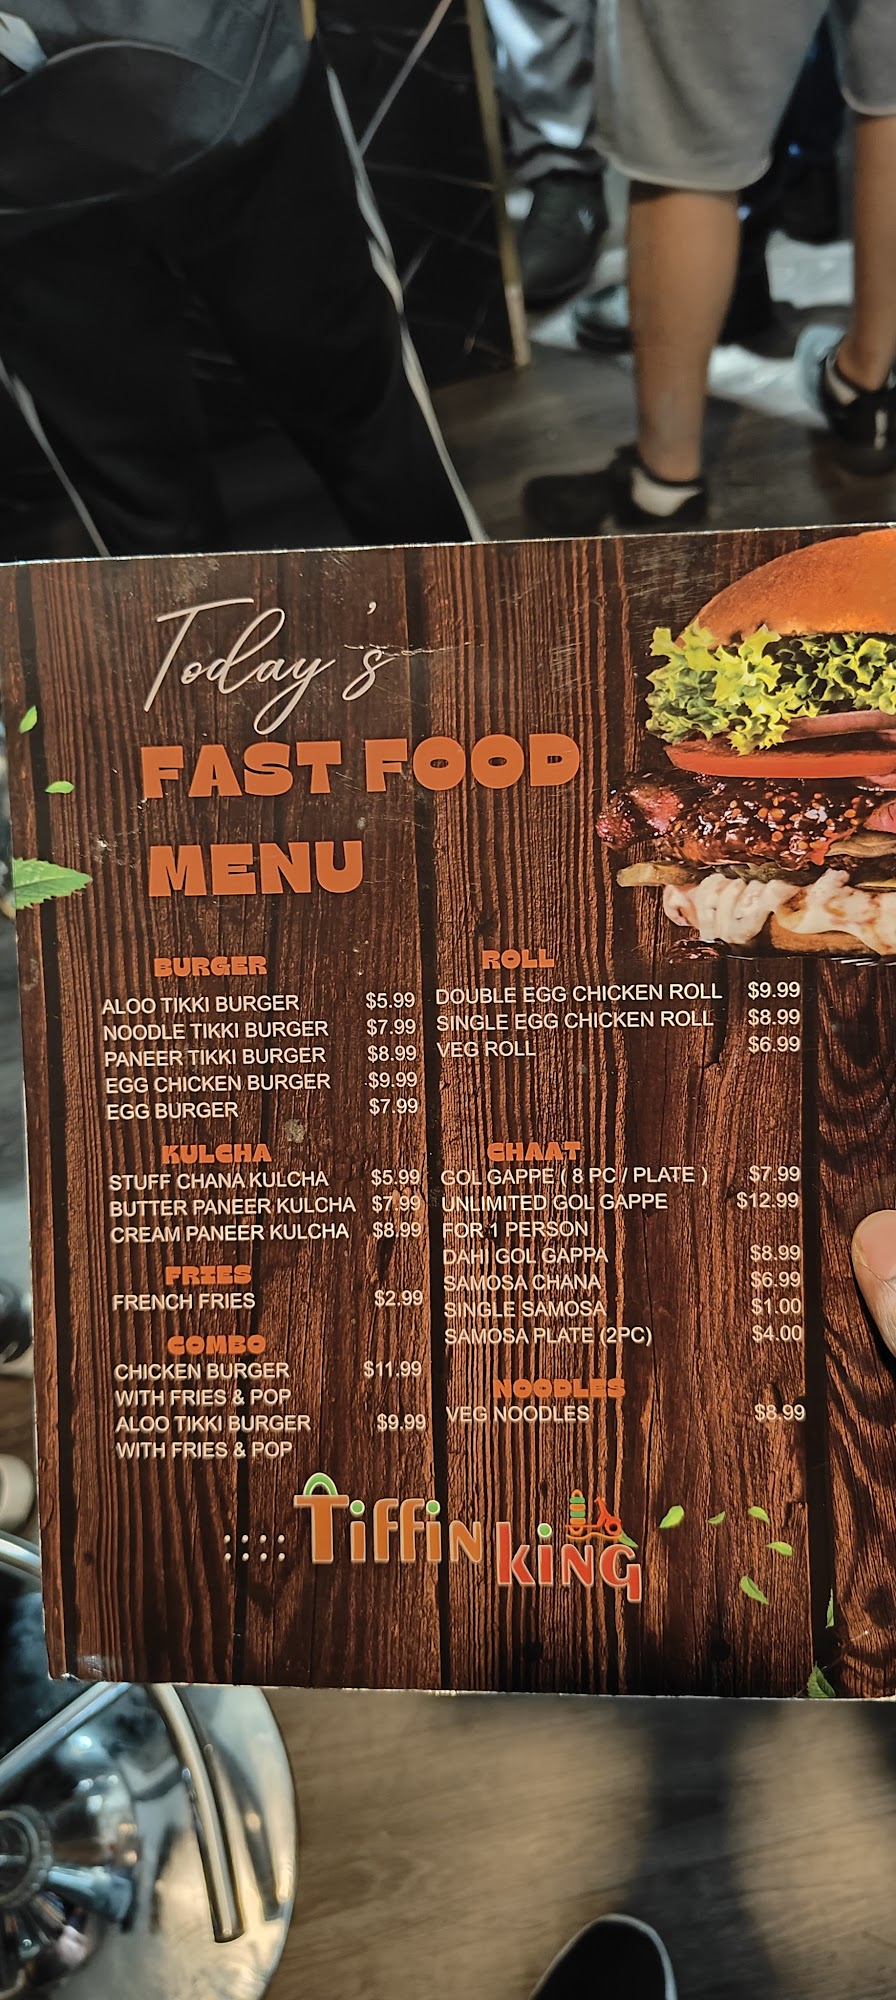 Today's
FAST FOOD
MENU
BURGER
ALOO TIKKI BURGER $5.99
NOODLE TIKKI BURGER $7.99
PANEER TIKKI BURGER $8.99
EGG CHICKEN BURGER $9.99
EGG BURGER $7.99
KULCHA
STUFF CHANA KULCHA $5.99
BUTTER PANEER KULCHA $7.99
CREAM PANEER KULCHA $8.99
FRIES
FRENCH FRIES $2.99
COMBO
CHICKEN BURGER $11.99
WITH FRIES & POP
ALOO TIKKI BURGER $9.99
WITH FRIES & POP
ROLL
DOUBLE EGG CHICKEN ROLL $9.99
SINGLE EGG CHICKEN ROLL $8.99
VEG ROLL $6.99
CHAAT
GOL GAPPE ( 8 PC / PLATE ) $7.99
UNLIMITED GOL GAPPE $12.99
FOR 1 PERSON
DAHI GOL GAPPA $8.99
SAMOSA CHANA $6.99
SINGLE SAMOSA $1.00
SAMOSA PLATE (2PC) $4.00
NOODLES
VEG NOODLES $8.99
Tiffin king